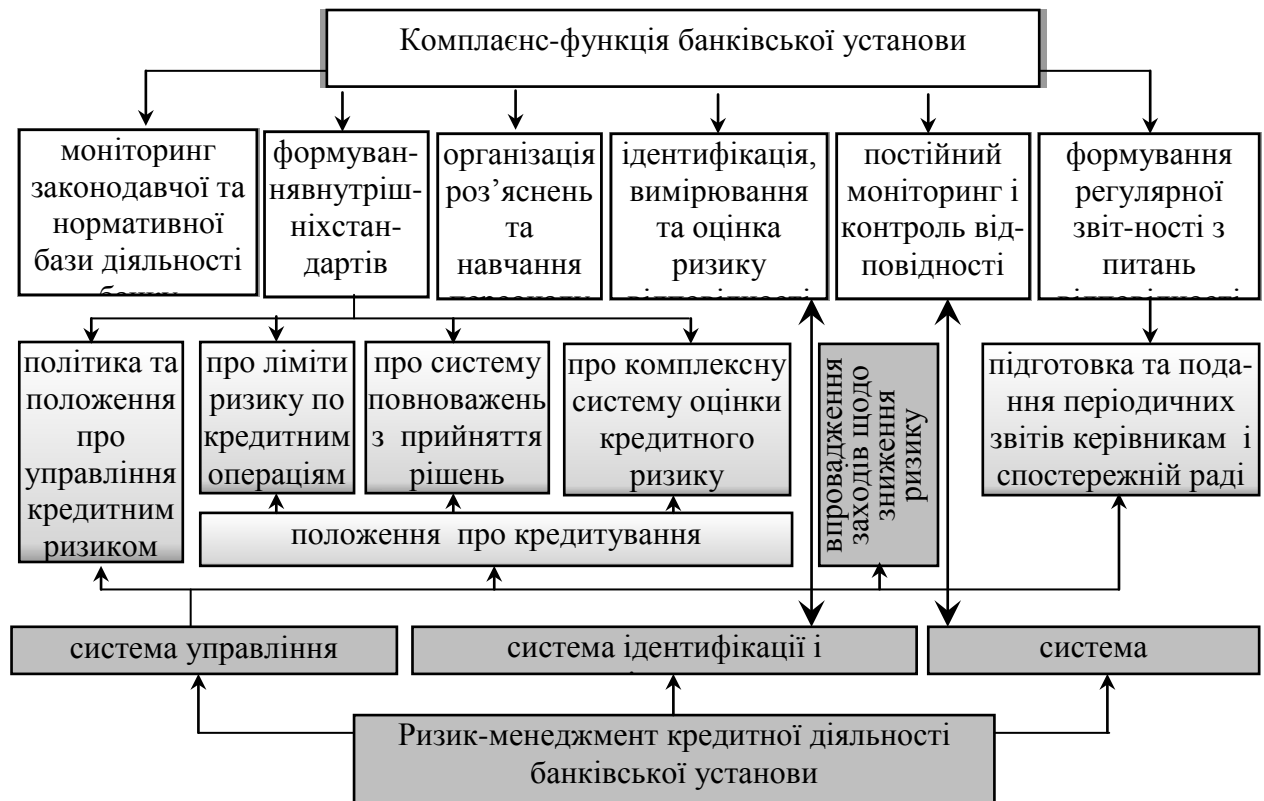 Комплаєнс-функція банківської установи
моніторинг
законодавчої та
нормативної
бази діяльності
банку
формуван-
нявнутріш-
ніхстан-
дартів
організація
роз’яснень
та
навчання
персоналу
ідентифікація,
вимірювання
та оцінка
ризику
відповідності
постійний
моніторинг і
контроль від-
повідності
формування
регулярної
звіт-ності з
питань
відповідності
політика та
положення
про
управління
кредитним
ризиком
про ліміти
ризику по
кредитним
операціям
про систему
повноважень
з прийняття
рішень
про комплексну
систему оцінки
кредитного
ризику
впровадження
заходів щодо
зниження
ризику
підготовка та пода-
ння періодичних
звітів керівникам і
спостережній раді
положення про кредитування
система управління
система ідентифікації і
система
Ризик-менеджмент кредитної діяльності
банківської установи